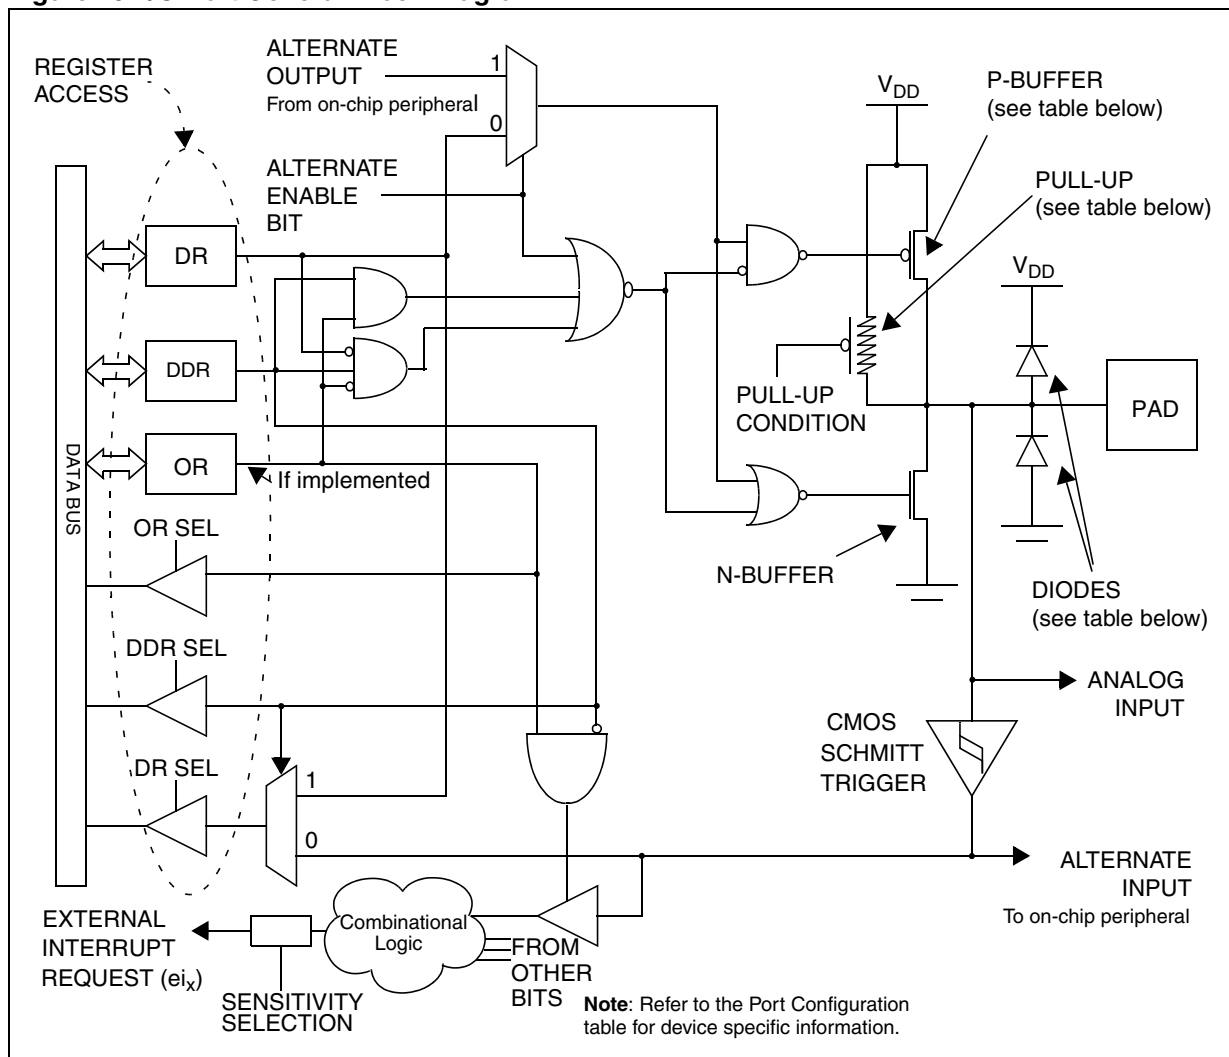 REGISTER
ACCESS
ALTERNATE
OUTPUT
From on-chip peripheral
1
0
ALTERNATE
ENABLE
BIT
VDD
P-BUFFER
(see table below)
PULL-UP
(see table below)
DR
DDR
OR
If implemented
DATA BUS
VDD
PULL-UP
CONDITION
PAD
N-BUFFER
DIODES
(see table below)
OR SEL
DDR SEL
DR SEL
1
0
ANALOG
INPUT
CMOS
SCHMITT
TRIGGER
ALTERNATE
INPUT
To on-chip peripheral
EXTERNAL
INTERRUPT
REQUEST (eix)
Combinational
Logic
SENSITIVITY
SELECTION
FROM
OTHER
BITS
Note: Refer to the Port Configuration
table for device specific information.